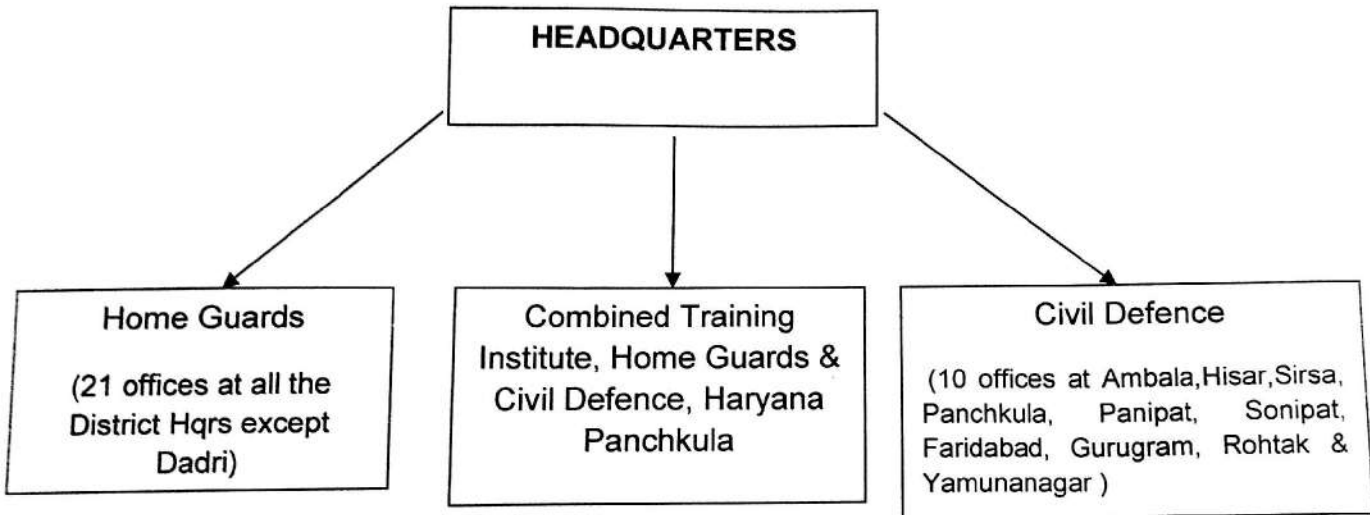 HEADQUARTERS
Home Guards
(21 offices at all the
District Hqrs except
Dadri)
Combined Training
Institute, Home Guards &
Civil Defence, Haryana
Panchkula
Civil Defence
(10 offices at Ambala,Hisar,Sirsa,
Panchkula, Panipat, Sonipat,
Faridabad, Gurugram, Rohtak &
Yamunanagar )